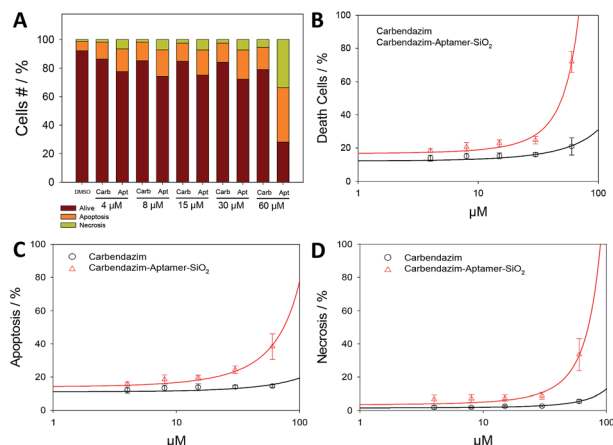 A
Cells # / %
100
80
60
40
20
0
DMSO Carb Apt Carb Apt Carb Apt Carb Apt Carb Apt
4 µM 8 µM 15 µM 30 µM 60 µM
Alive
Apoptosis
Necrosis
B
Carbendazim
Carbendazim-Aptamer-SiO₂
Death Cells / %
100
80
60
40
20
0
1 10 100
µM
C
Carbendazim
Carbendazim-Aptamer-SiO₂
Apoptosis / %
100
80
60
40
20
0
1 10 100
µM
D
Carbendazim
Carbendazim-Aptamer-SiO₂
Necrosis / %
100
80
60
40
20
0
1 10 100
µM